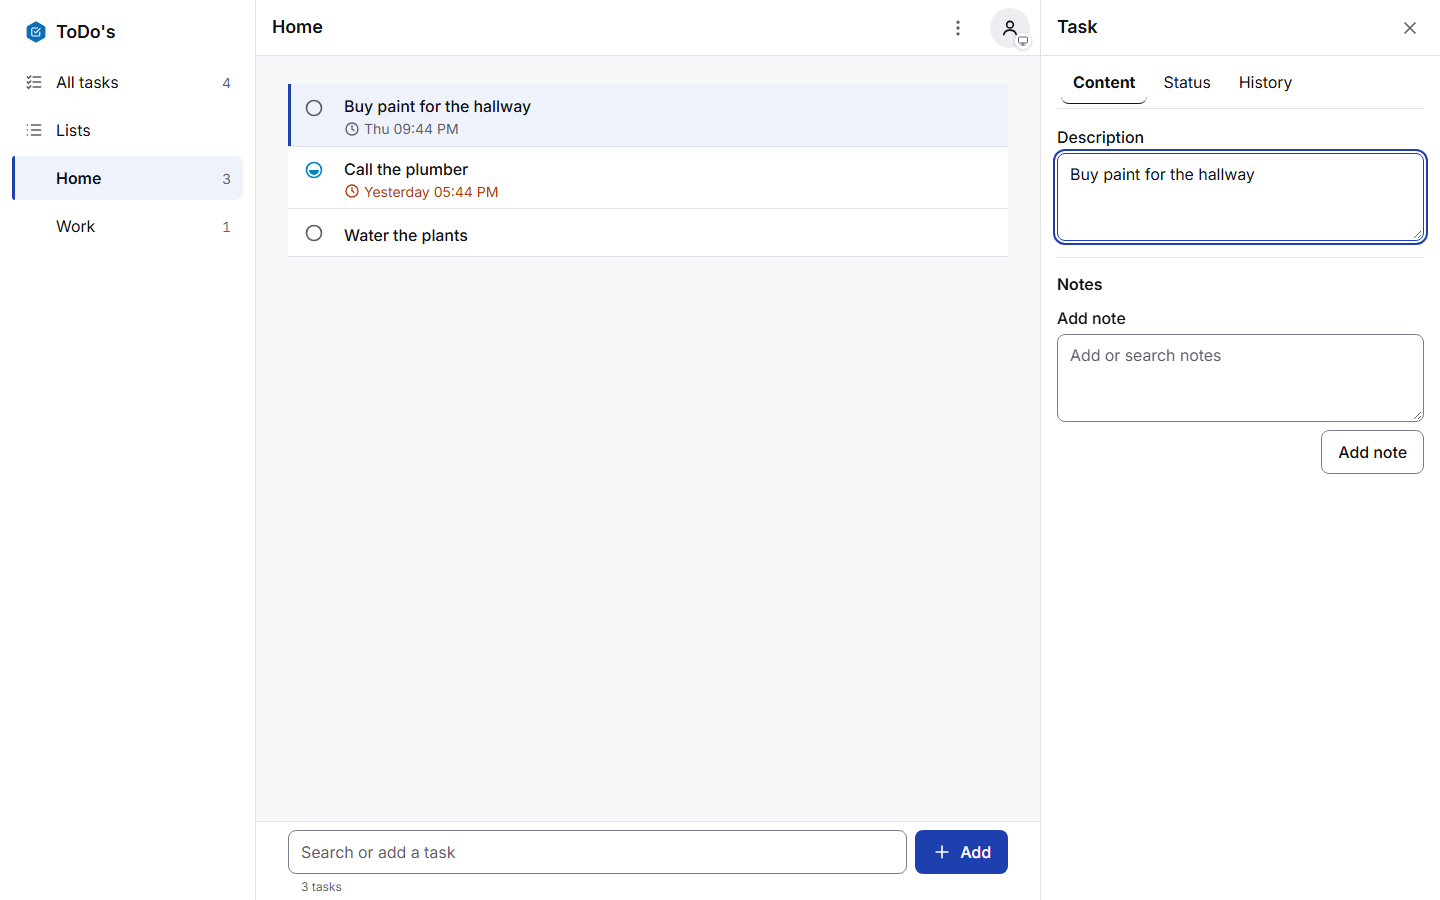 ToDo's
All tasks 4
Lists
Home 3
Work 1
Home
Buy paint for the hallway
Thu 09:44 PM
Call the plumber
Yesterday 05:44 PM
Water the plants
Search or add a task
Add
3 tasks
Task
Content Status History
Description
Buy paint for the hallway
Notes
Add note
Add or search notes
Add note